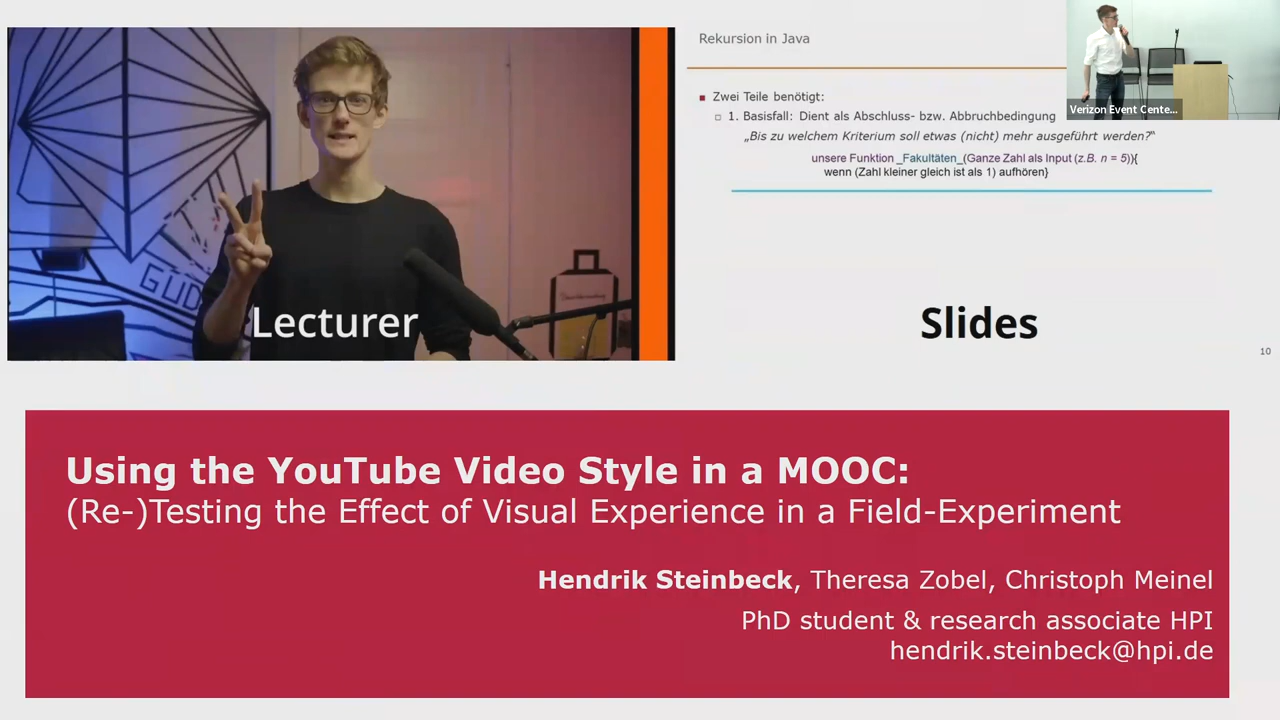 Rekursion in Java
Verizon Event Cente...
Zwei Teile benötigt:
1. Basisfall: Dient als Abschluss- bzw. Abbruchbedingung
„Bis zu welchem Kriterium soll etwas (nicht) mehr ausgeführt werden?“
unsere Funktion _Fakultäten_(Ganze Zahl als Input (z.B. n = 5)){
wenn (Zahl kleiner gleich ist als 1) aufhören}
Lecturer
Slides
10
Using the YouTube Video Style in a MOOC:
(Re-)Testing the Effect of Visual Experience in a Field-Experiment
Hendrik Steinbeck, Theresa Zobel, Christoph Meinel
PhD student & research associate HPI
hendrik.steinbeck@hpi.de